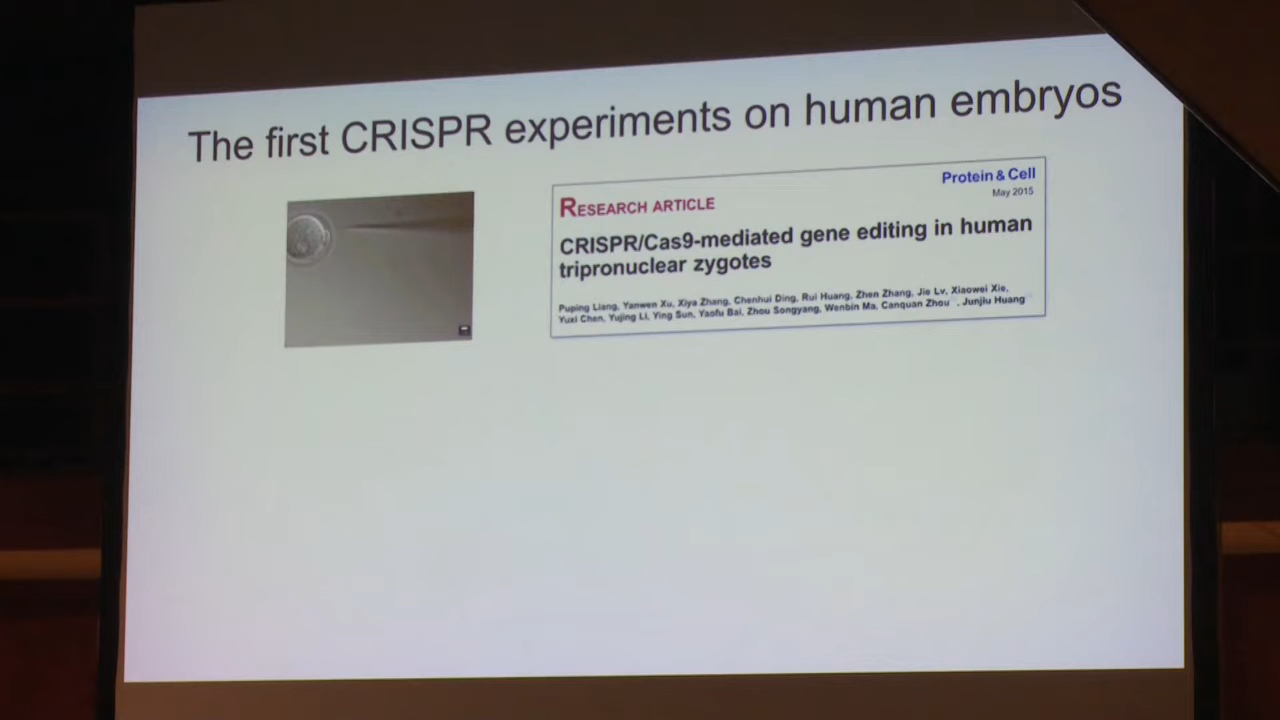 The first CRISPR experiments on human embryos
Protein & Cell
May 2015
RESEARCH ARTICLE
CRISPR/Cas9-mediated gene editing in human
tripronuclear zygotes
Puping Liang, Yanwen Xu, Xiya Zhang, Chenhui Ding, Rui Huang, Zhen Zhang, Jie Lv, Xiaowei Xie,
Yuxi Chen, Yujing Li, Ying Sun, Yaofu Bai, Zhou Songyang, Wenbin Ma, Canquan Zhou , Junjiu Huang